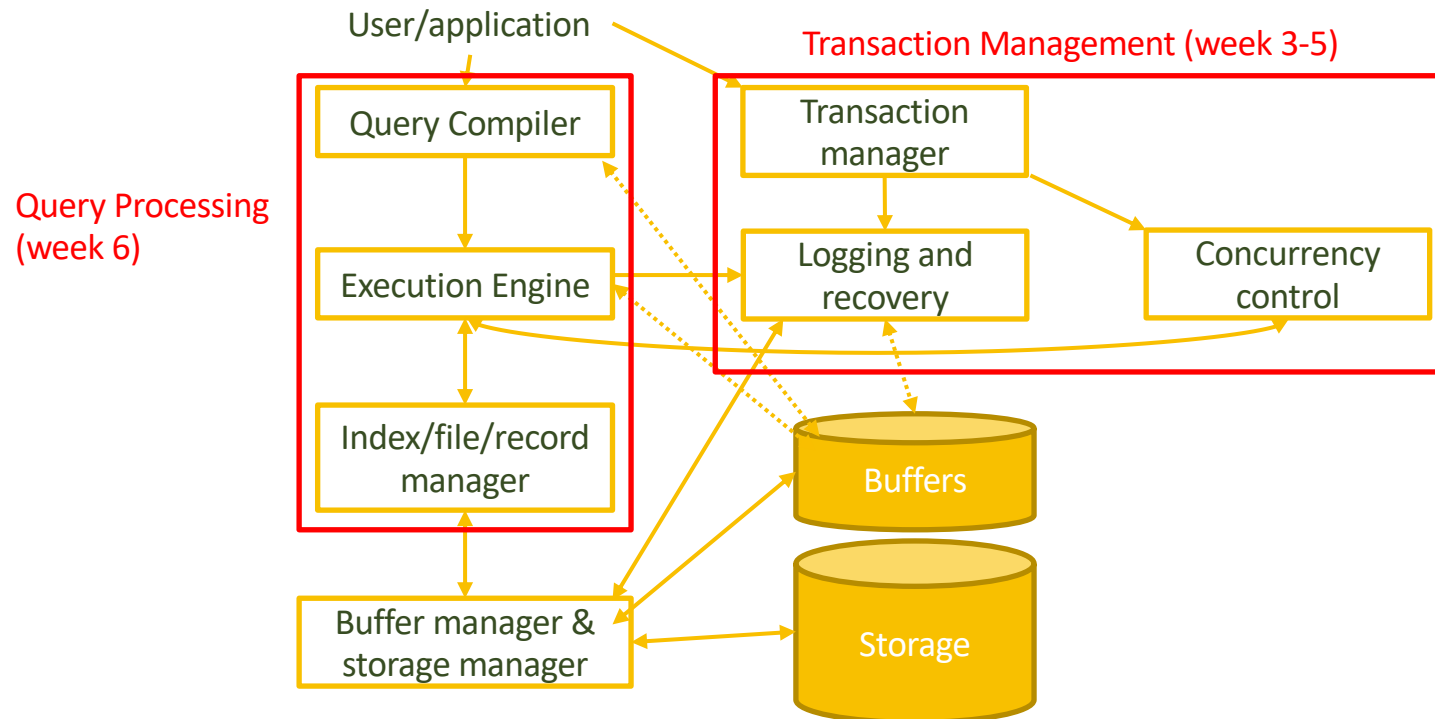 User/application
Transaction Management (week 3-5)
Query Compiler
Transaction
manager
Query Processing
(week 6)
Execution Engine
Logging and
recovery
Concurrency
control
Index/file/record
manager
Buffers
Buffer manager &
storage manager
Storage